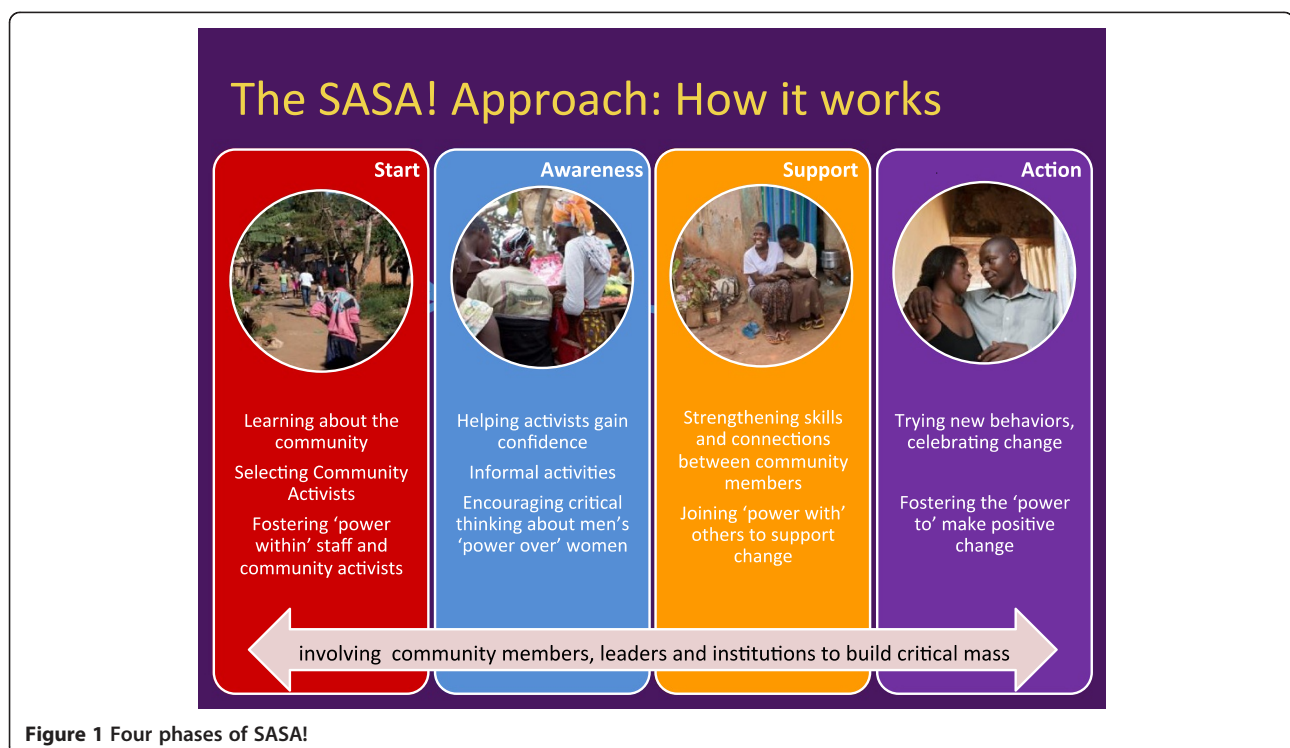 The SASA! Approach: How it works
Start
Learning about the
community
Selecting Community
Activists
Fostering ‘power
within’ staff and
community activists
Awareness
Helping activists gain
confidence
Informal activities
Encouraging critical
thinking about men’s
‘power over’ women
Support
Strengthening skills
and connections
between community
members
Joining ‘power with’
others to support
change
Action
Trying new behaviors,
celebrating change
Fostering the ‘power
to’ make positive
change
involving community members, leaders and institutions to build critical mass
Figure 1 Four phases of SASA!